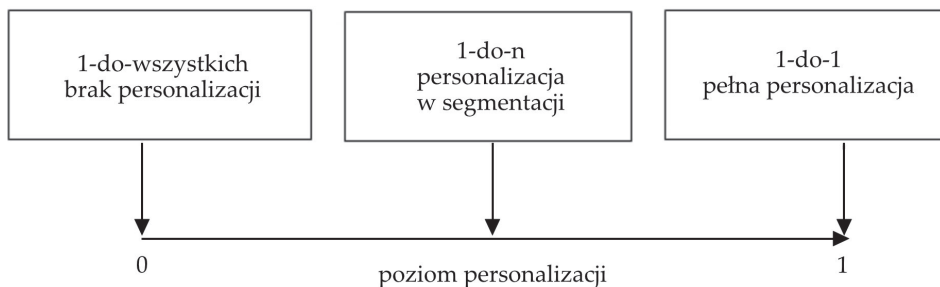 1-do-wszystkich
brak personalizacji
1-do-n
personalizacja
w segmentacji
1-do-1
pełna personalizacja
0
poziom personalizacji
1